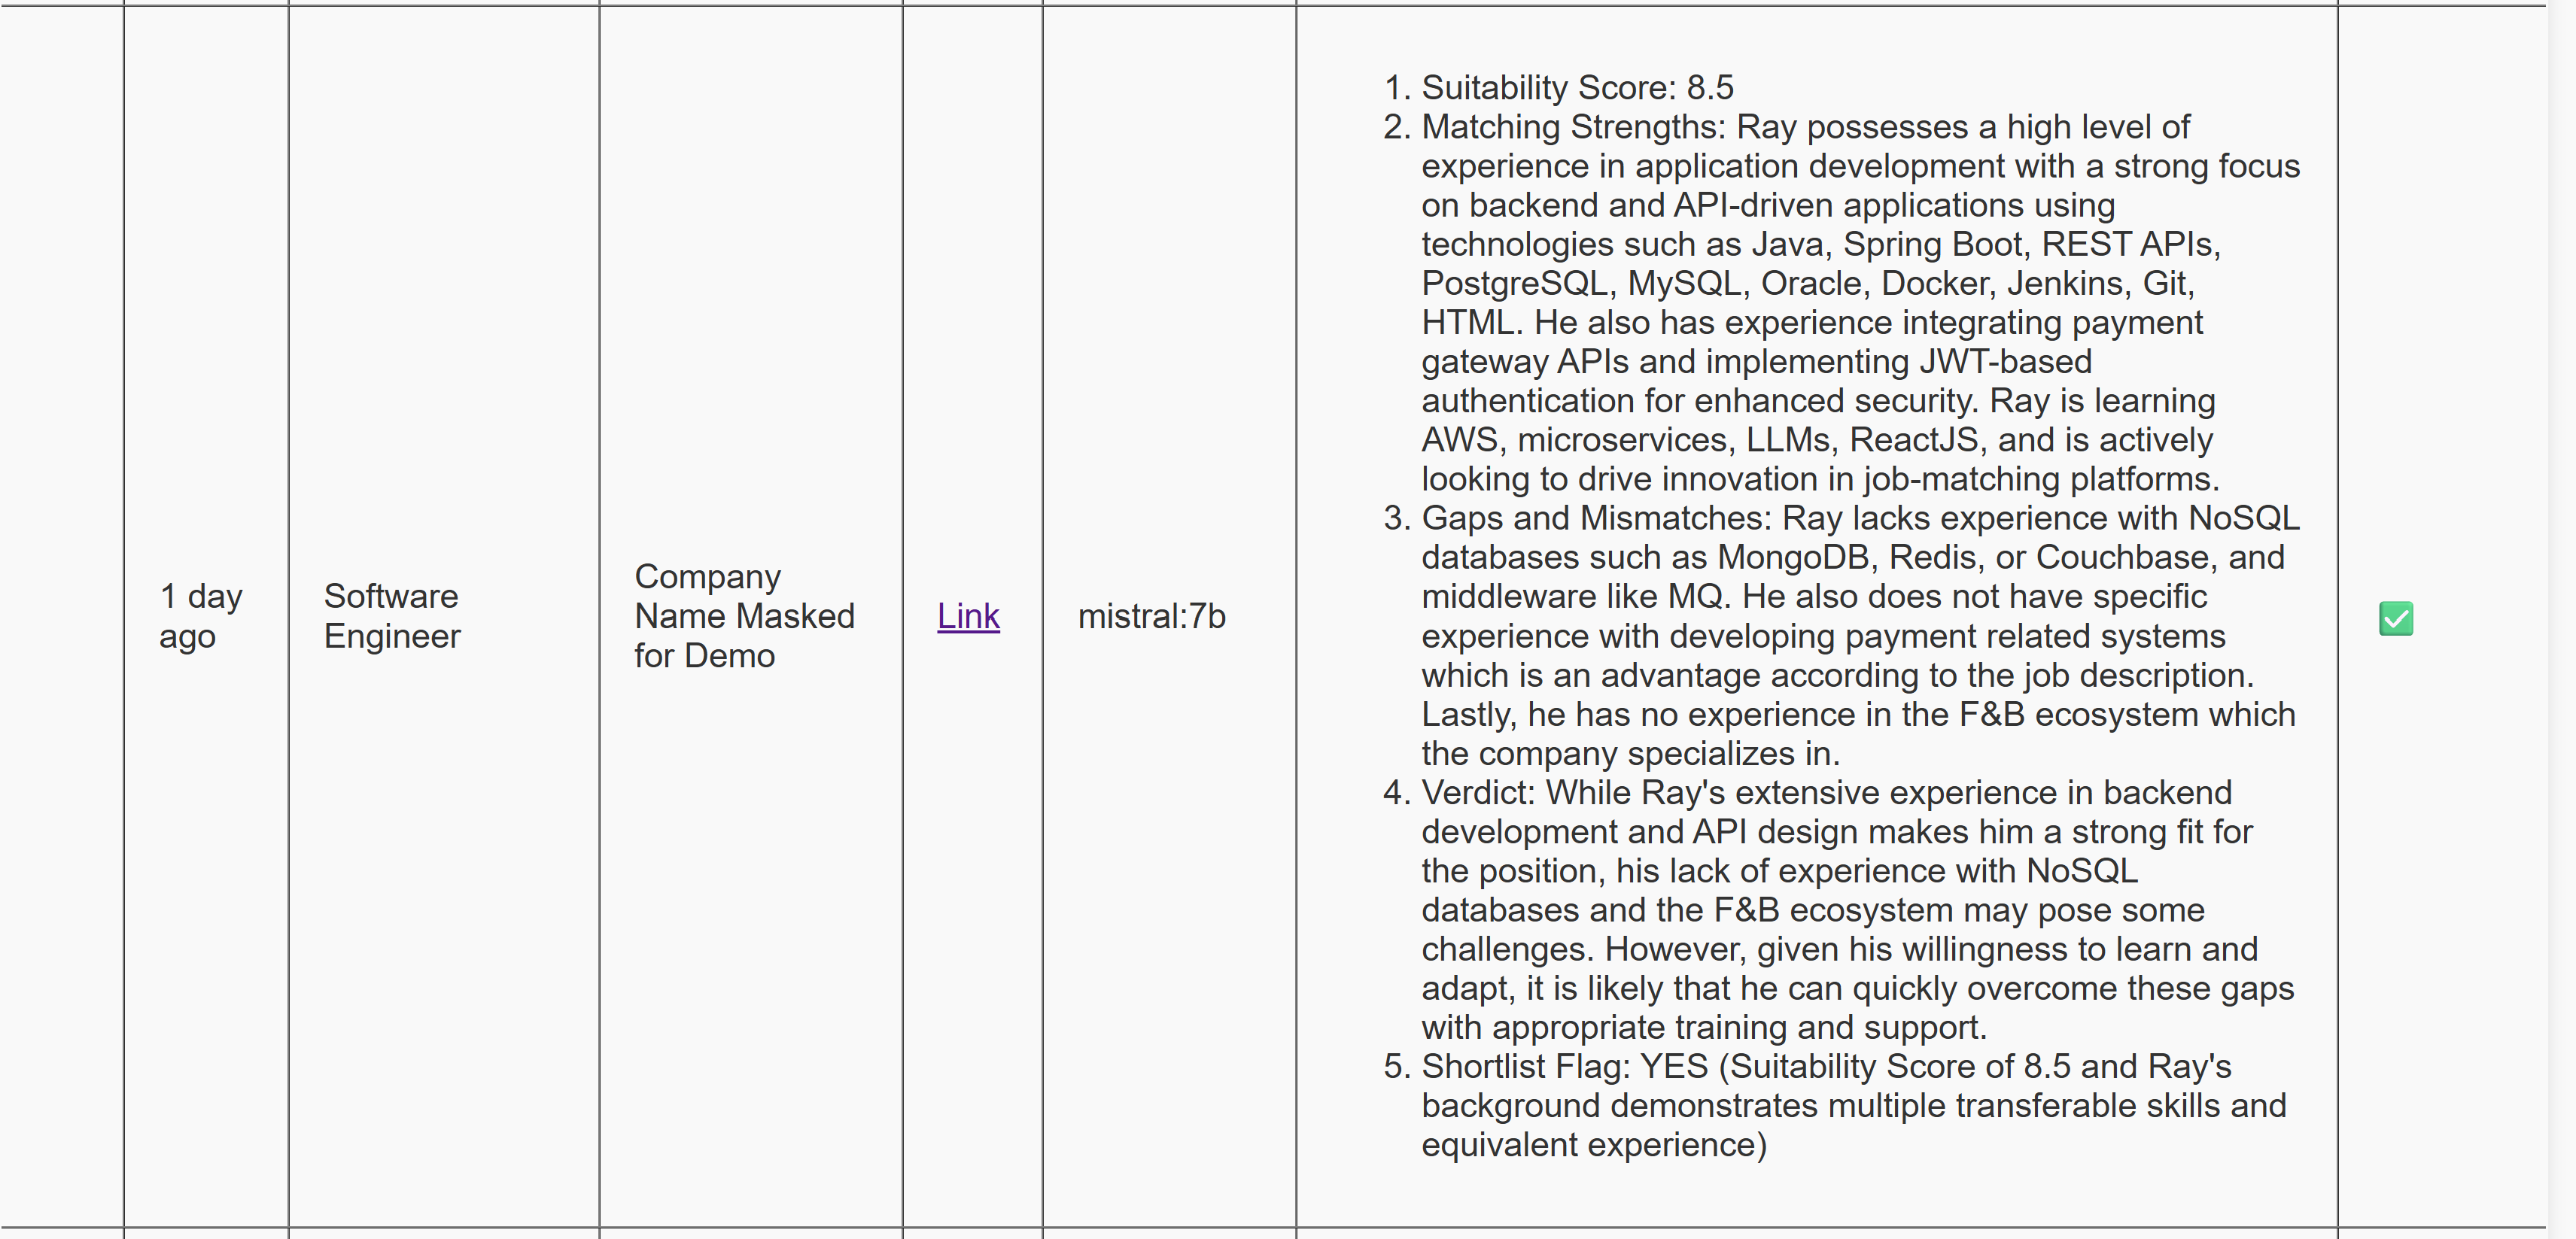 1 day
ago
Software
Engineer
Company
Name Masked
for Demo
Link
mistral:7b
1. Suitability Score: 8.5
2. Matching Strengths: Ray possesses a high level of
experience in application development with a strong focus
on backend and API-driven applications using
technologies such as Java, Spring Boot, REST APIs,
PostgreSQL, MySQL, Oracle, Docker, Jenkins, Git,
HTML. He also has experience integrating payment
gateway APIs and implementing JWT-based
authentication for enhanced security. Ray is learning
AWS, microservices, LLMs, ReactJS, and is actively
looking to drive innovation in job-matching platforms.
3. Gaps and Mismatches: Ray lacks experience with NoSQL
databases such as MongoDB, Redis, or Couchbase, and
middleware like MQ. He also does not have specific
experience with developing payment related systems
which is an advantage according to the job description.
Lastly, he has no experience in the F&B ecosystem which
the company specializes in.
4. Verdict: While Ray's extensive experience in backend
development and API design makes him a strong fit for
the position, his lack of experience with NoSQL
databases and the F&B ecosystem may pose some
challenges. However, given his willingness to learn and
adapt, it is likely that he can quickly overcome these gaps
with appropriate training and support.
5. Shortlist Flag: YES (Suitability Score of 8.5 and Ray's
background demonstrates multiple transferable skills and
equivalent experience)